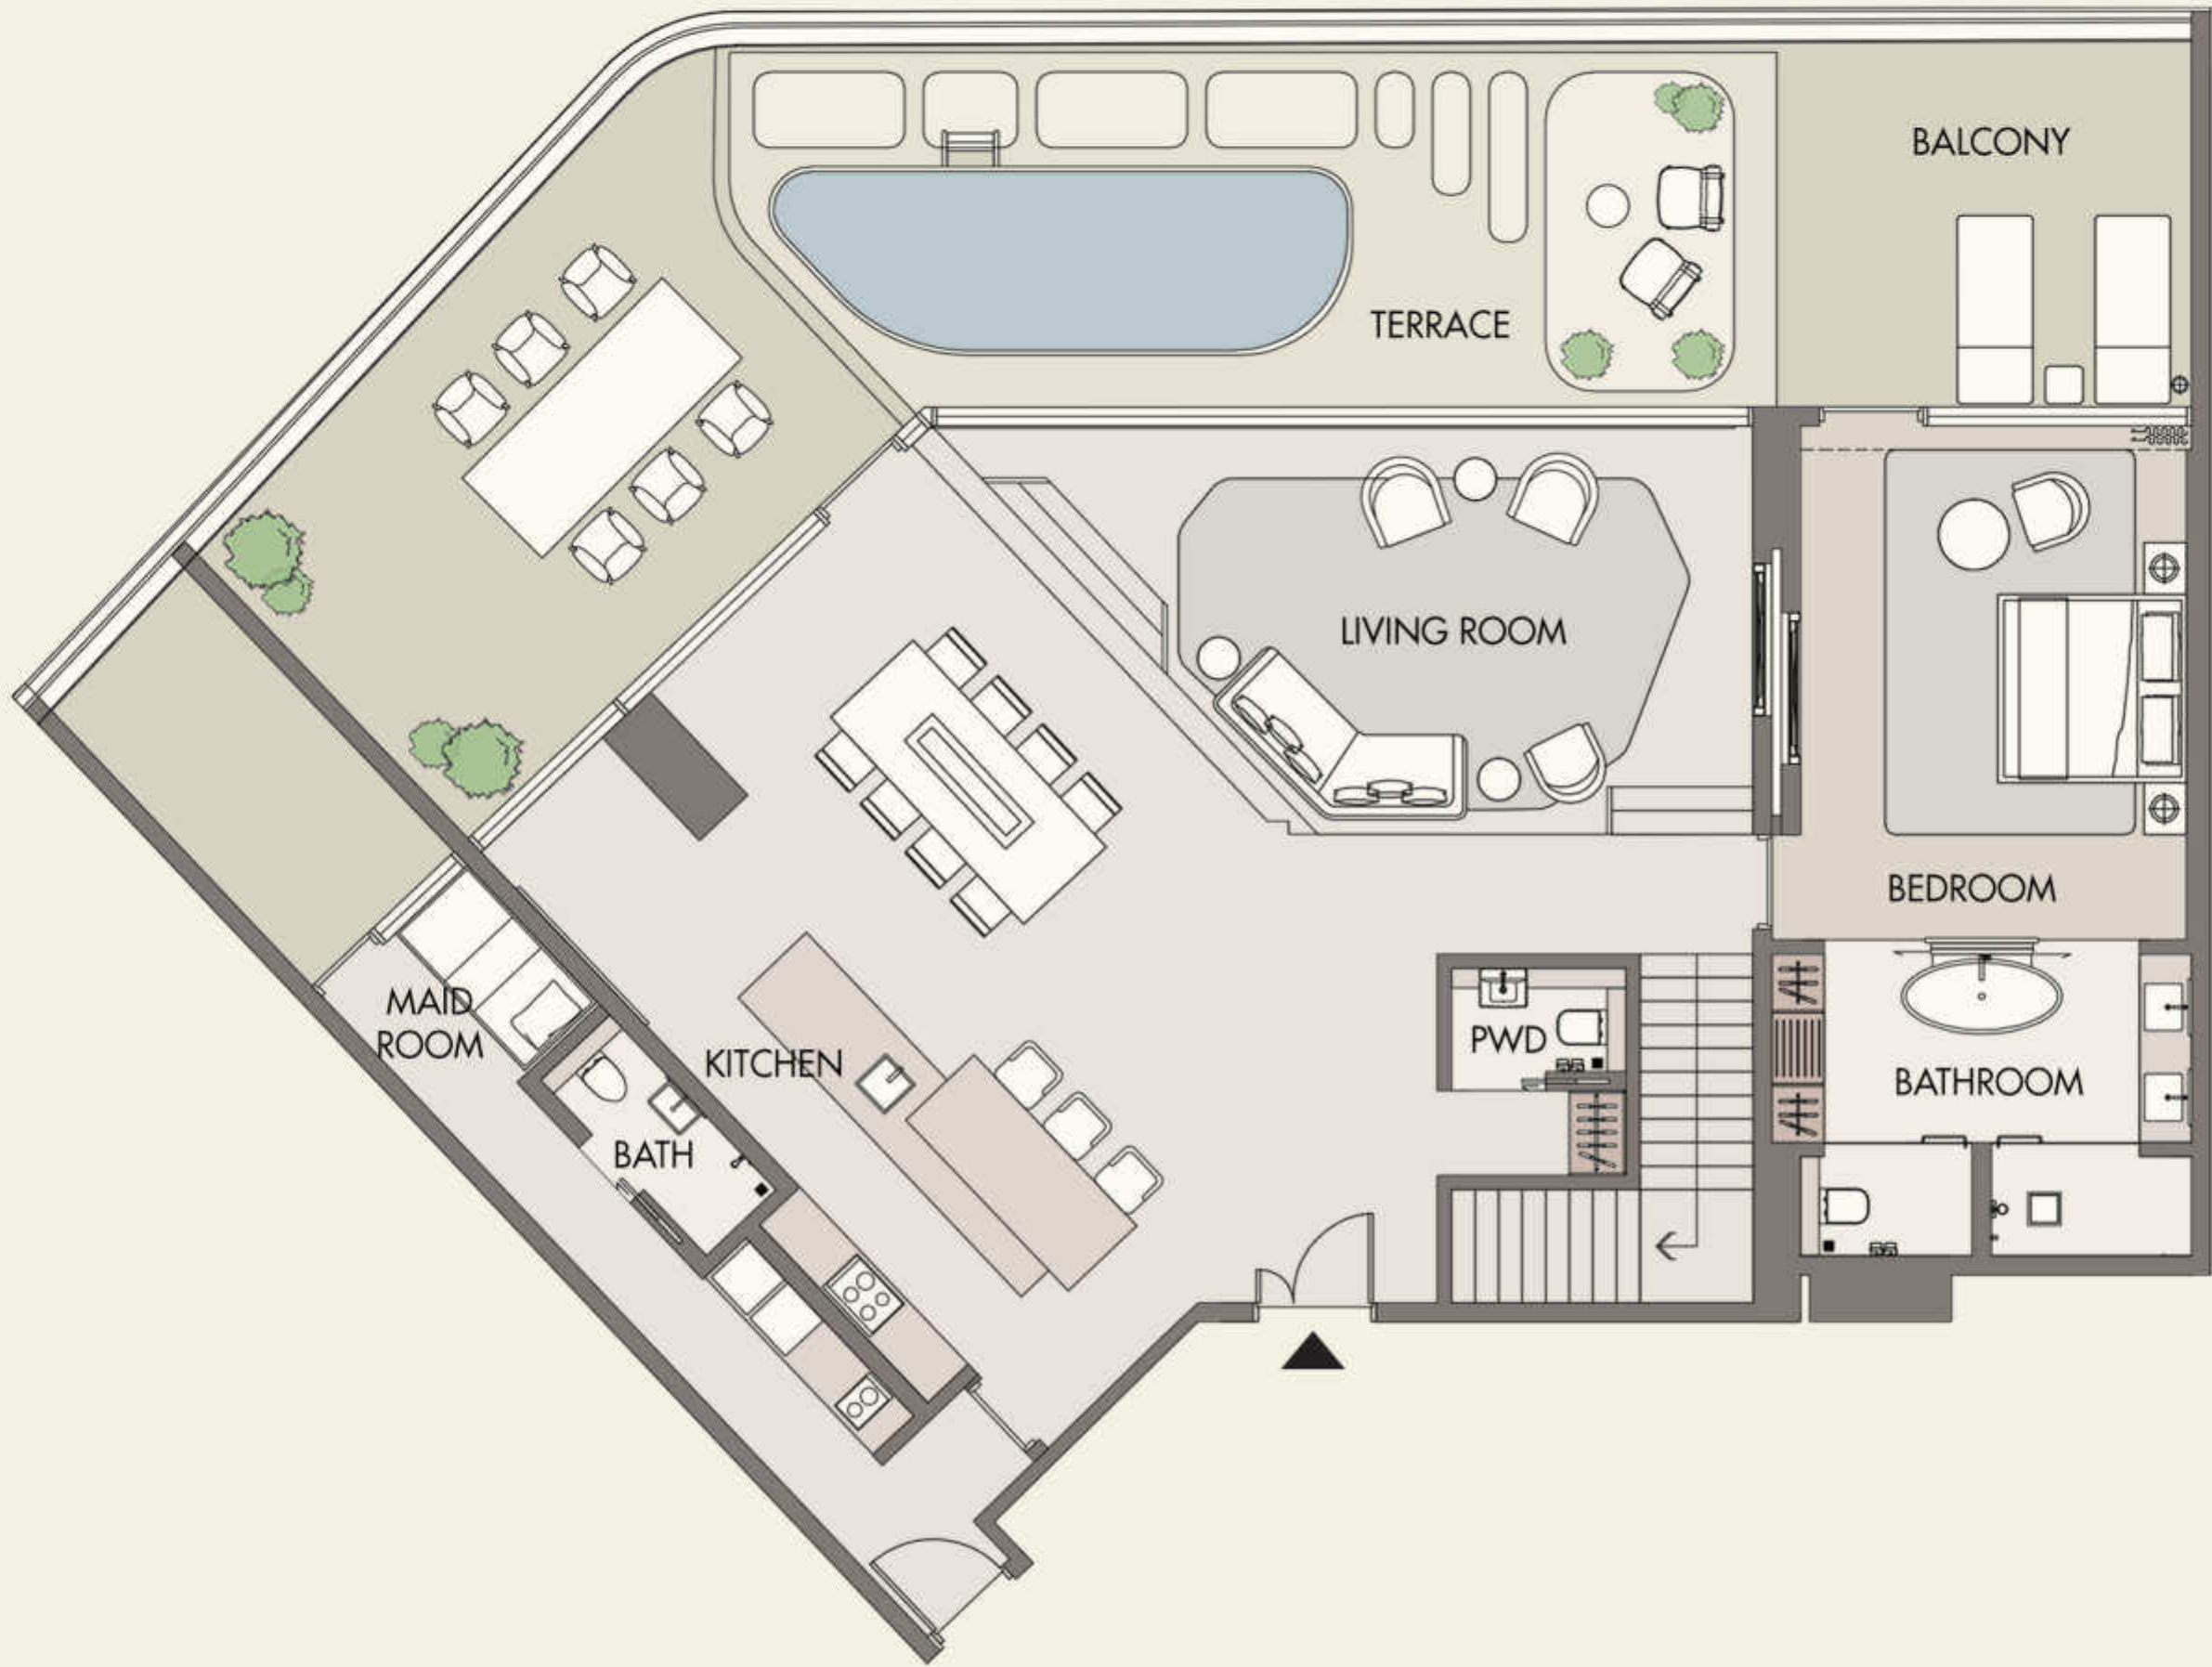 BALCONY
TERRACE
LIVING ROOM
BEDROOM
MAID
ROOM
KITCHEN
PWD
BATHROOM
BATH